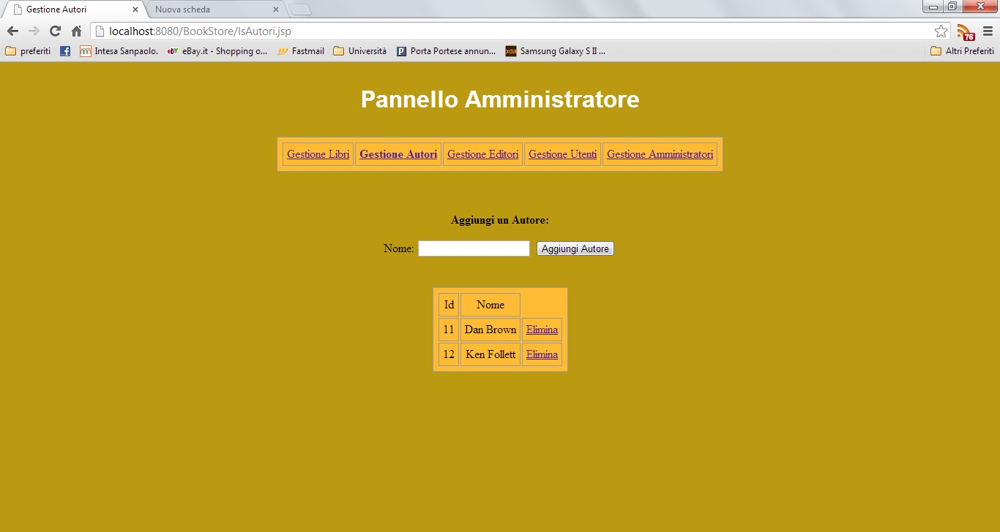 Gestione Autori Nuova scheda
localhost:8080/BookStore/lsAutori.jsp 76
preferiti Intesa Sanpaolo. ebY eBay.it - Shopping o... Fastmail Università P Porta Portese annun... xda Samsung Galaxy S II ... Altri Preferiti
Pannello Amministratore
Gestione Libri Gestione Autori Gestione Editori Gestione Utenti Gestione Amministratori
Aggiungi un Autore:
Nome: Aggiungi Autore
Id Nome
11 Dan Brown Elimina
12 Ken Follett Elimina